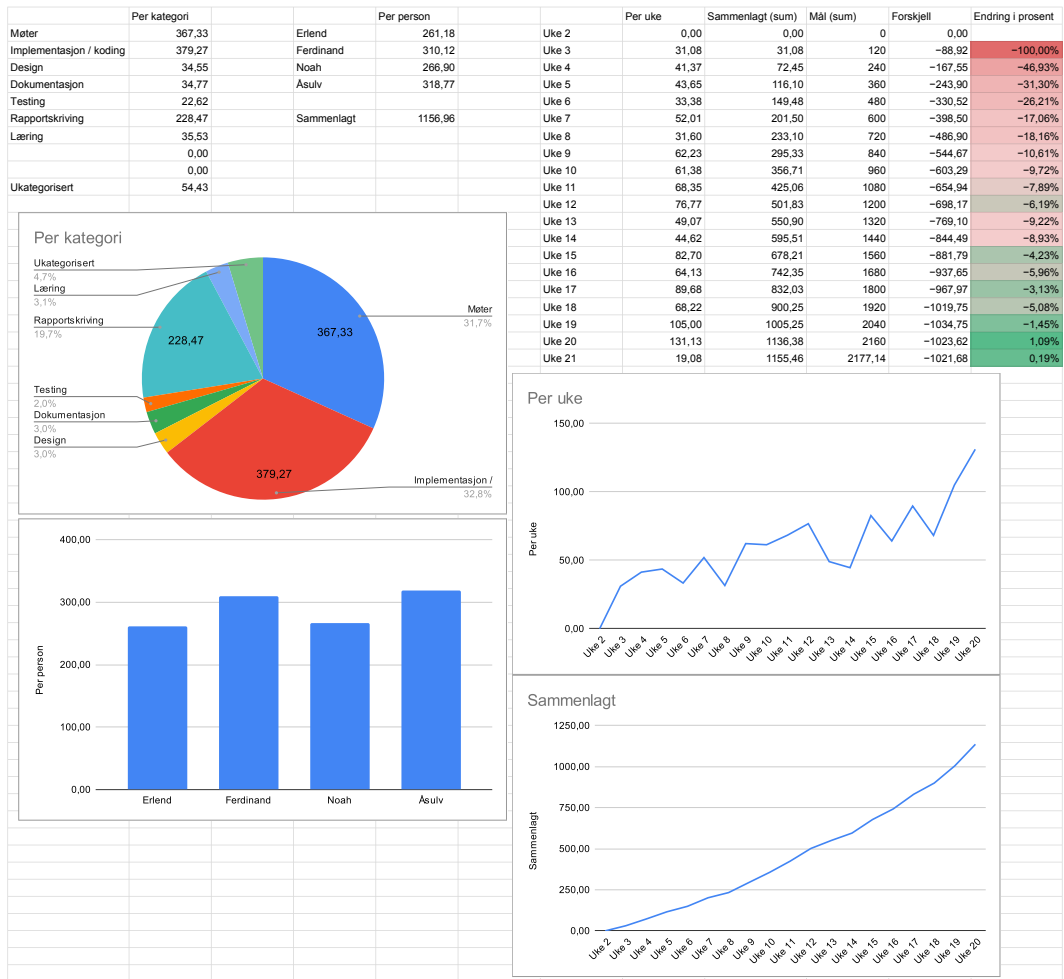 Per kategori Per person Per uke Sammenlagt (sum) Mål (sum) Forskjell Endring i prosent
Møter 367,33 Erlend 261,18 Uke 2 0,00 0,00 0 0,00
Implementasjon / koding 379,27 Ferdinand 310,12 Uke 3 31,08 31,08 120 −88,92 −100,00%
Design 34,55 Noah 266,90 Uke 4 41,37 72,45 240 −167,55 −46,93%
Dokumentasjon 34,77 Åsulv 318,77 Uke 5 43,65 116,10 360 −243,90 −31,30%
Testing 22,62 Uke 6 33,38 149,48 480 −330,52 −26,21%
Rapportskriving 228,47 Sammenlagt 1156,96 Uke 7 52,01 201,50 600 −398,50 −17,06%
Læring 35,53 Uke 8 31,60 233,10 720 −486,90 −18,16%
0,00 Uke 9 62,23 295,33 840 −544,67 −10,61%
0,00 Uke 10 61,38 356,71 960 −603,29 −9,72%
Ukategorisert 54,43 Uke 11 68,35 425,06 1080 −654,94 −7,89%
Uke 12 76,77 501,83 1200 −698,17 −6,19%
Uke 13 49,07 550,90 1320 −769,10 −9,22%
Uke 14 44,62 595,51 1440 −844,49 −8,93%
Uke 15 82,70 678,21 1560 −881,79 −4,23%
Uke 16 64,13 742,35 1680 −937,65 −5,96%
Uke 17 89,68 832,03 1800 −967,97 −3,13%
Uke 18 68,22 900,25 1920 −1019,75 −5,08%
Uke 19 105,00 1005,25 2040 −1034,75 −1,45%
Uke 20 131,13 1136,38 2160 −1023,62 1,09%
Uke 21 19,08 1155,46 2177,14 −1021,68 0,19%
Per kategori
Ukategorisert
4,7%
Læring
3,1%
Rapportskriving
19,7%
Testing
2,0%
Dokumentasjon
3,0%
Design
3,0%
Møter
31,7%
Implementasjon /
32,8%
367,33
228,47
379,27
400,00
300,00
200,00
100,00
0,00
Per person
Erlend Ferdinand Noah Åsulv
Per uke
150,00
100,00
50,00
0,00
Per uke
Uke 2 Uke 3 Uke 4 Uke 5 Uke 6 Uke 7 Uke 8 Uke 9 Uke 10 Uke 11 Uke 12 Uke 13 Uke 14 Uke 15 Uke 16 Uke 17 Uke 18 Uke 19 Uke 20
Sammenlagt
1250,00
1000,00
750,00
500,00
250,00
0,00
Sammenlagt
Uke 2 Uke 3 Uke 4 Uke 5 Uke 6 Uke 7 Uke 8 Uke 9 Uke 10 Uke 11 Uke 12 Uke 13 Uke 14 Uke 15 Uke 16 Uke 17 Uke 18 Uke 19 Uke 20